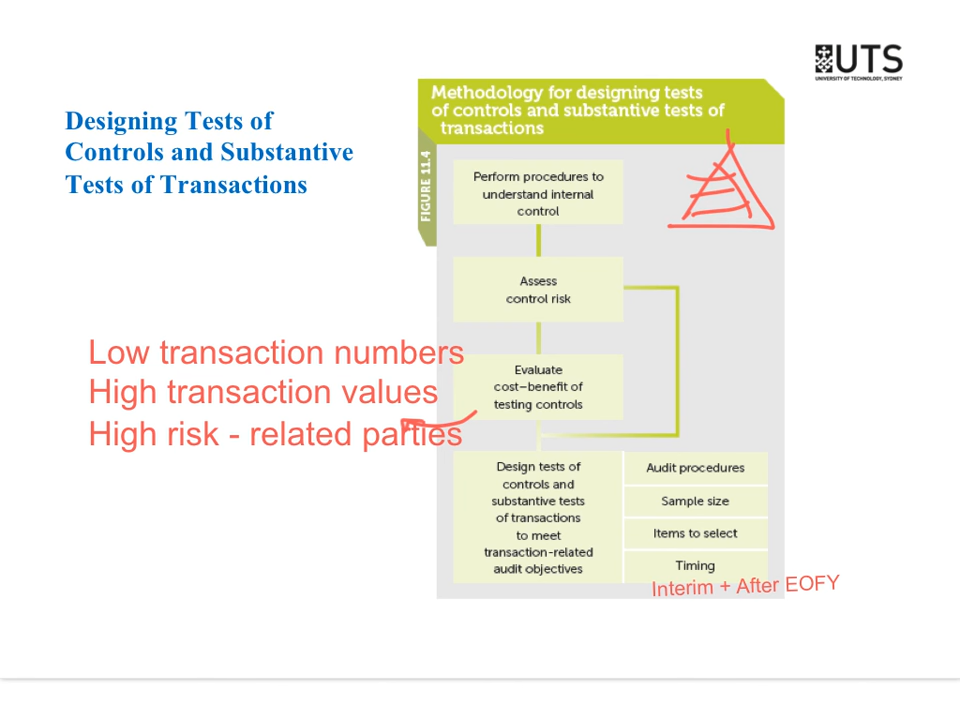 UTS
UNIVERSITY OF TECHNOLOGY, SYDNEY
Designing Tests of
Controls and Substantive
Tests of Transactions
Methodology for designing tests
of controls and substantive tests of
transactions
FIGURE 11.4
Perform procedures to
understand internal
control
Assess
control risk
Low transaction numbers
High transaction values
High risk - related parties
Evaluate
cost–benefit of
testing controls
Design tests of
controls and
substantive tests
of transactions
to meet
transaction-related
audit objectives
Audit procedures
Sample size
Items to select
Timing
Interim + After EOFY